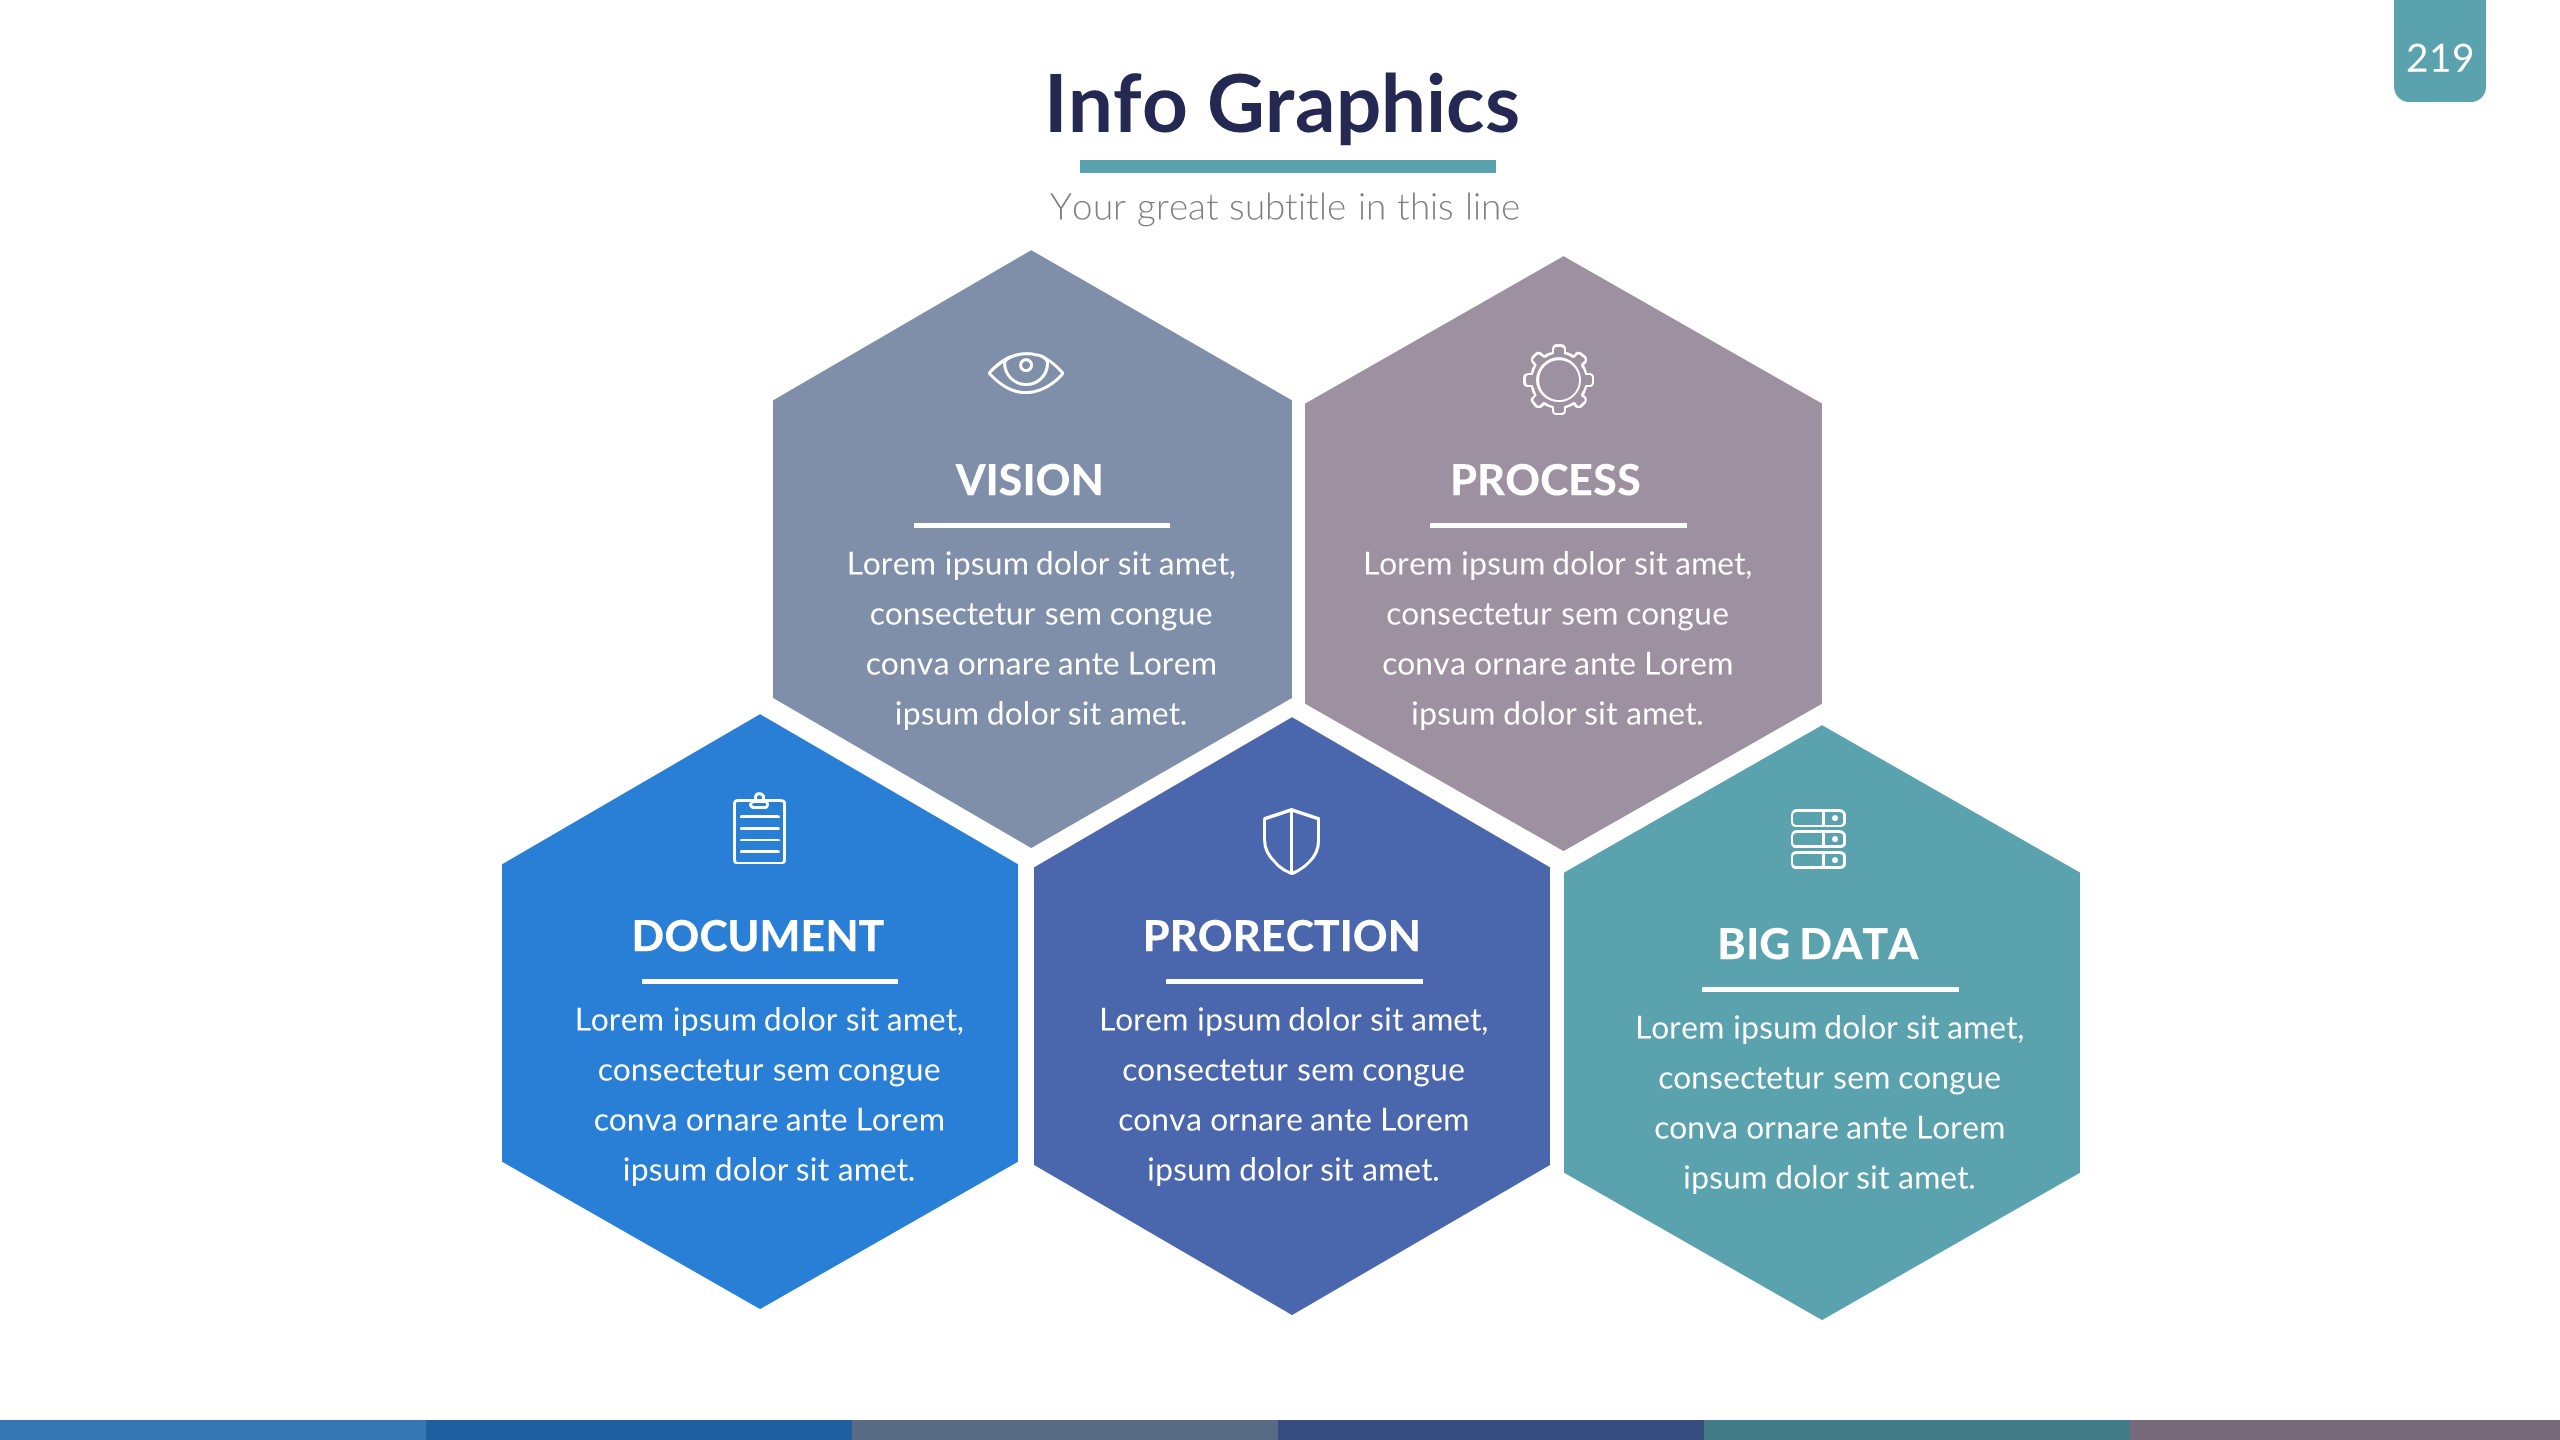 219
Info Graphics
Your great subtitle in this line
VISION
Lorem ipsum dolor sit amet,
consectetur sem congue
conva ornare ante Lorem
ipsum dolor sit amet.
PROCESS
Lorem ipsum dolor sit amet,
consectetur sem congue
conva ornare ante Lorem
ipsum dolor sit amet.
DOCUMENT
Lorem ipsum dolor sit amet,
consectetur sem congue
conva ornare ante Lorem
ipsum dolor sit amet.
PRORECTION
Lorem ipsum dolor sit amet,
consectetur sem congue
conva ornare ante Lorem
ipsum dolor sit amet.
BIG DATA
Lorem ipsum dolor sit amet,
consectetur sem congue
conva ornare ante Lorem
ipsum dolor sit amet.